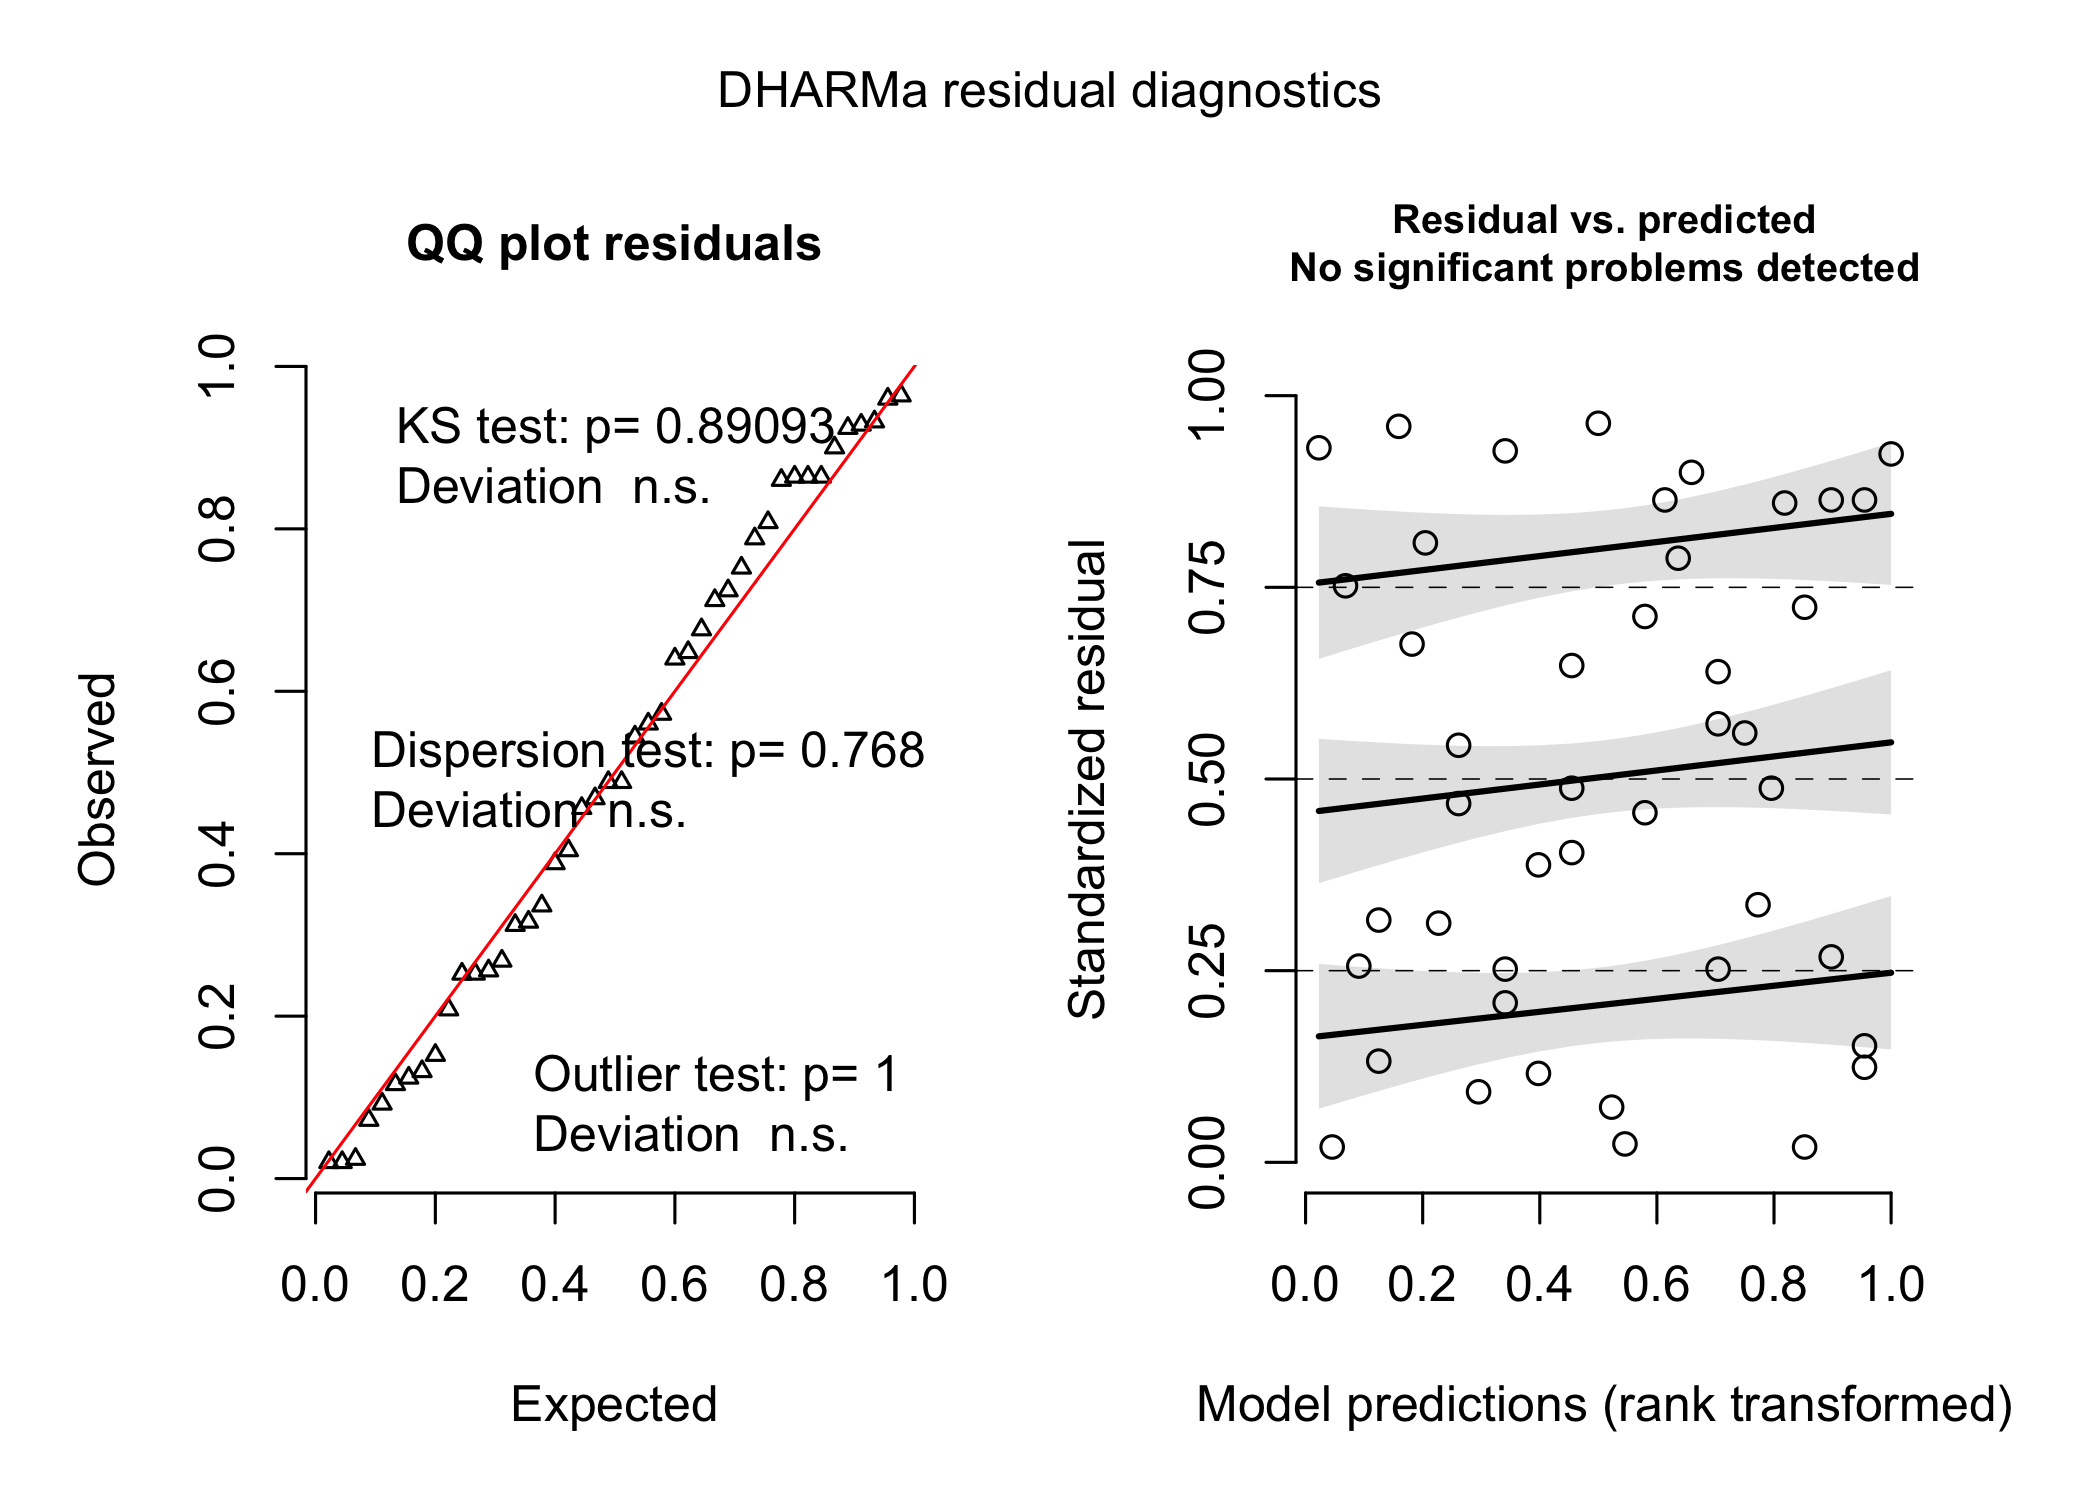 DHARMa residual diagnostics
QQ plot residuals
KS test: p= 0.89093
Deviation  n.s.
Dispersion test: p= 0.768
Deviation  n.s.
Outlier test: p= 1
Deviation  n.s.
Observed
1.0
0.8
0.6
0.4
0.2
0.0
0.0 0.2 0.4 0.6 0.8 1.0
Expected
Residual vs. predicted
No significant problems detected
Standardized residual
1.00
0.75
0.50
0.25
0.00
0.0 0.2 0.4 0.6 0.8 1.0
Model predictions (rank transformed)